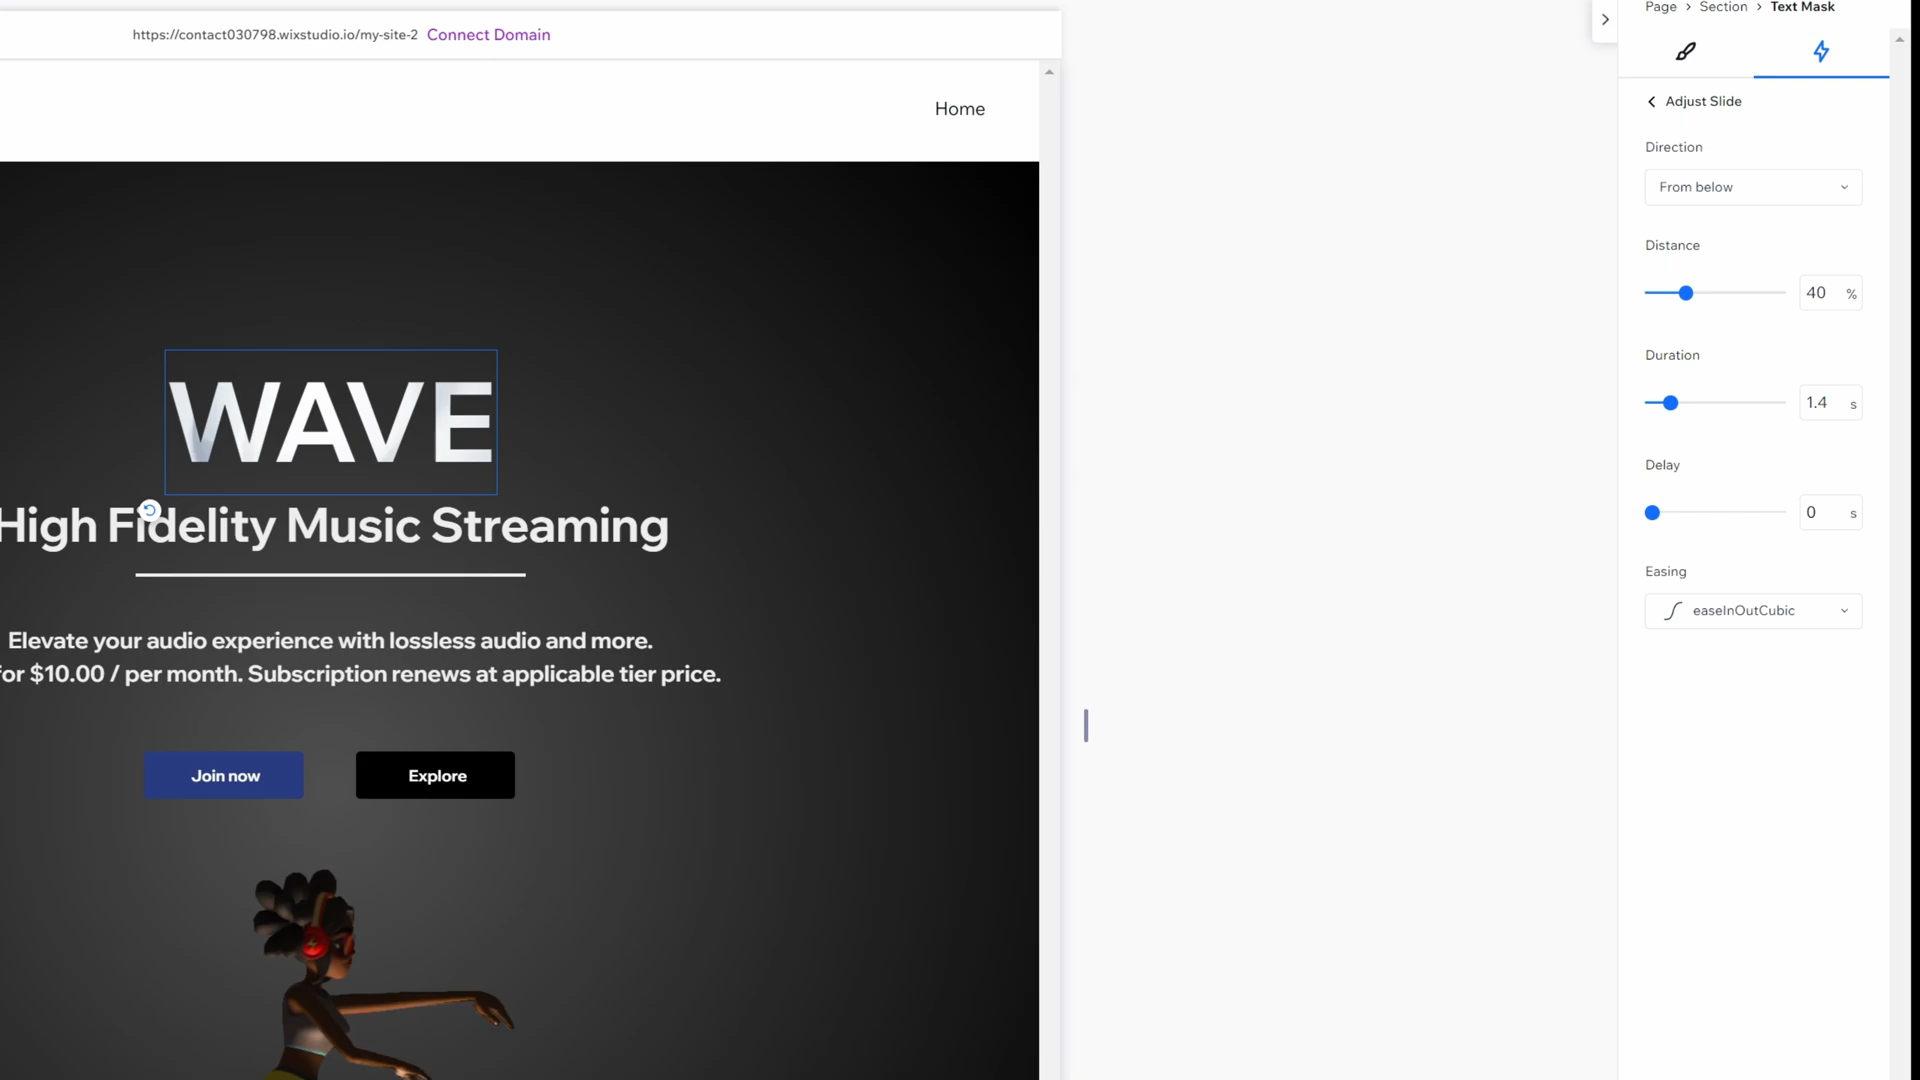 Page > Section > Text Mask
https://contact030798.wixstudio.io/my-site-2 Connect Domain
Adjust Slide
Home
Direction
From below
Distance
40 %
Duration
1.4 s
WAVE
Delay
0 s
High Fidelity Music Streaming
Easing
easeInOutCubic
Elevate your audio experience with lossless audio and more.
for $10.00 / per month. Subscription renews at applicable tier price.
Join now
Explore